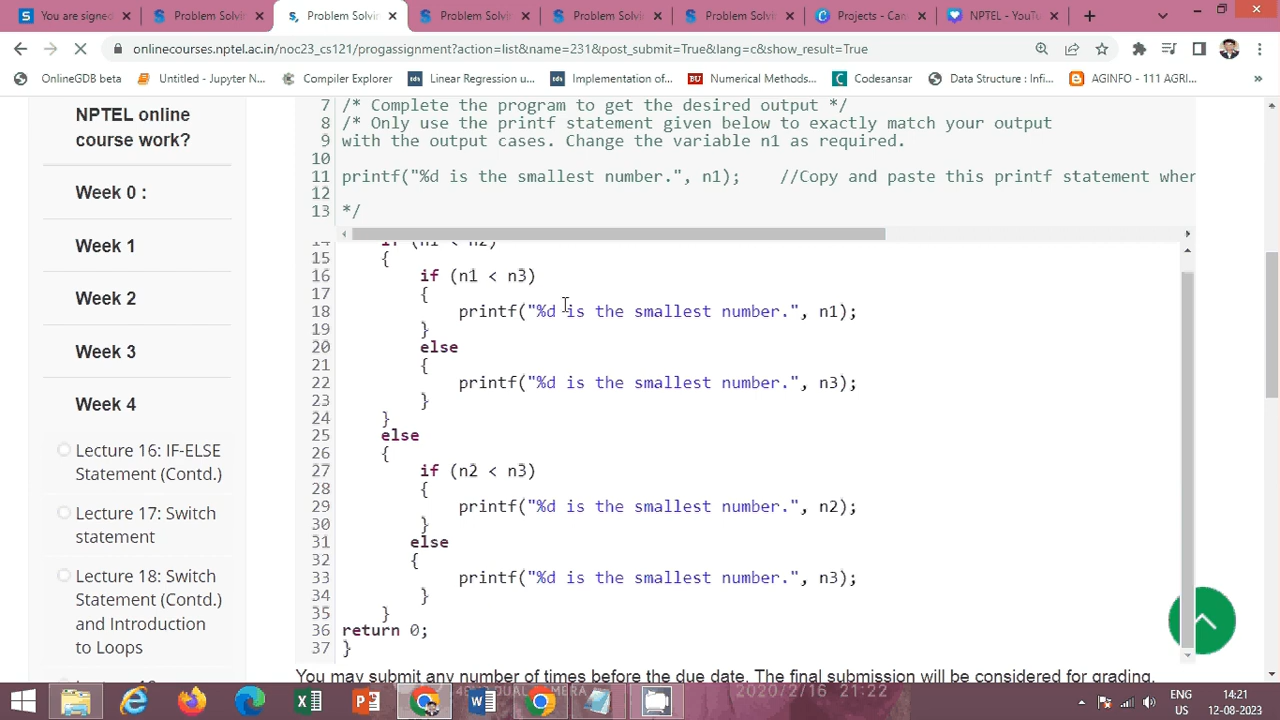 You are signed
Problem Solvin
Problem Solvin
Problem Solvin
Problem Solvin
Problem Solvin
Projects - Can
NPTEL - YouTu
onlinecourses.nptel.ac.in/noc23_cs121/progassignment?action=list&name=231&post_submit=True&lang=c&show_result=True
OnlineGDB beta
Untitled - Jupyter N...
Compiler Explorer
Linear Regression u...
Implementation of...
BU Numerical Methods...
Codesansar
Data Structure : Infi...
AGINFO - 111 AGRI...
»
NPTEL online
course work?
Week 0 :
Week 1
Week 2
Week 3
Week 4
Lecture 16: IF-ELSE
Statement (Contd.)
Lecture 17: Switch
statement
Lecture 18: Switch
Statement (Contd.)
and Introduction
to Loops
7 /* Complete the program to get the desired output */
8 /* Only use the printf statement given below to exactly match your output
9 with the output cases. Change the variable n1 as required.
10
11 printf("%d is the smallest number.", n1);    //Copy and paste this printf statement wher
12
13 */
14 if (n1 < n2)
15 {
16 if (n1 < n3)
17 {
18 printf("%d is the smallest number.", n1);
19 }
20 else
21 {
22 printf("%d is the smallest number.", n3);
23 }
24 }
25 else
26 {
27 if (n2 < n3)
28 {
29 printf("%d is the smallest number.", n2);
30 }
31 else
32 {
33 printf("%d is the smallest number.", n3);
34 }
35 }
36 return 0;
37 }
You may submit any number of times before the due date. The final submission will be considered for grading.
2020/2/16 21:22
ENG
US
14:21
12-08-2023